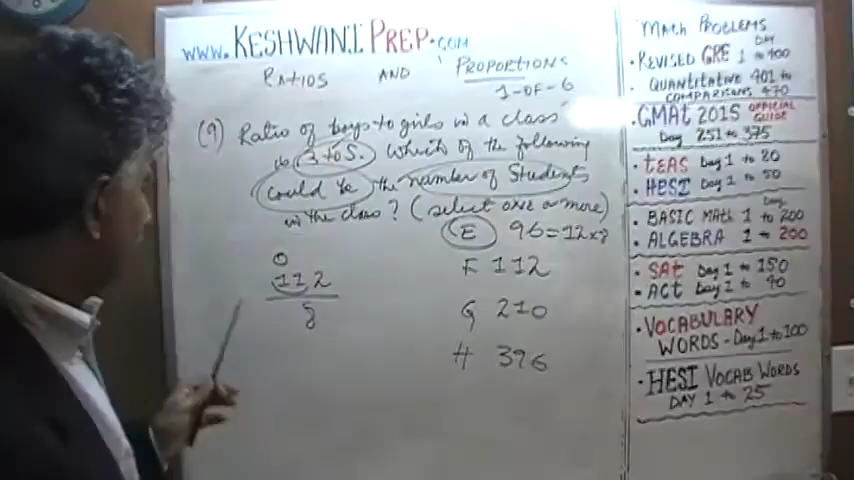 www.KESHWANIPREP.COM
RATIOS AND PROPORTIONS
1-OF-6
(9) Ratio of boys to girls in a class
is 3 to 5. Which of the following
could be the number of Students
in the class? (select one or more)
E 96=12x8
F 112
G 210
H 396
0
112
8
MATH PROBLEMS
DAY
• REVISED GRE 1 to 400
• QUANTITATIVE 401 to
COMPARISONS 470
• GMAT 2015 OFFICIAL
GUIDE
Day 251 to 375
• TEAS Day 1 to 20
• HESI Day 1 to 50
Day
• BASIC MATH 1 to 200
• ALGEBRA 1 to 200
• SAT Day 1 to 150
• ACT Day 1 to 90
• VOCABULARY
WORDS - Day 1 to 100
• HESI VOCAB WORDS
DAY 1 to 25